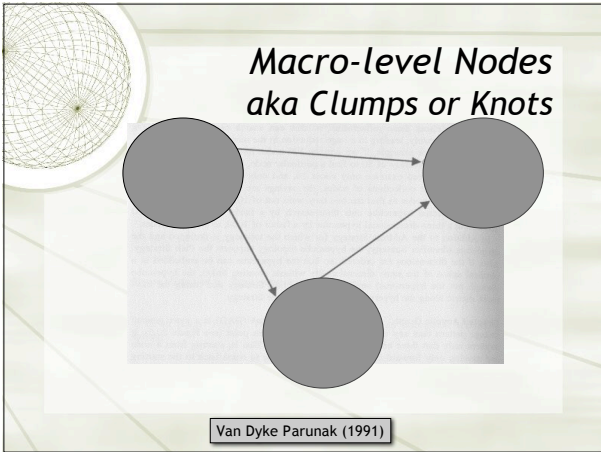 Macro-level Nodes
aka Clumps or Knots
Van Dyke Parunak (1991)